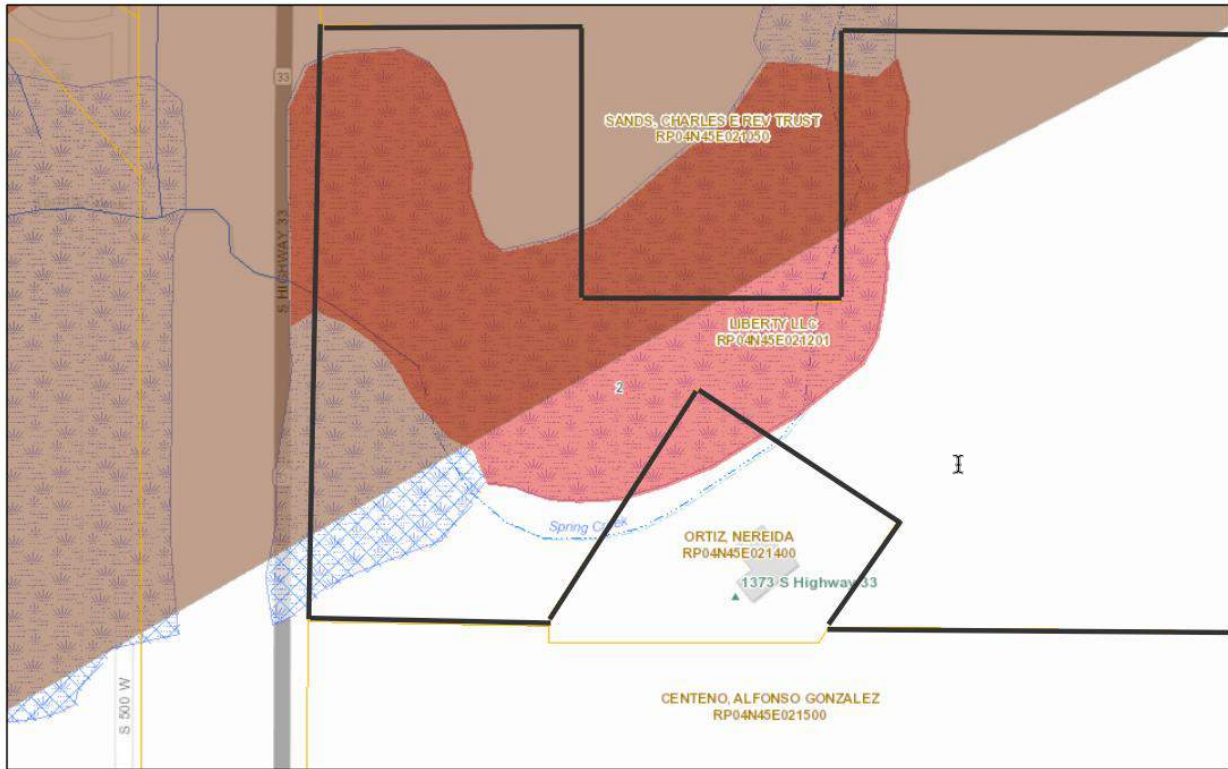 33
SANDS, CHARLES E REV TRUST
RP04N45E021050
S HIGHWAY 33
LIBERTY LLC
RP04N45E021201
2
Spring Creek
ORTIZ, NEREIDA
RP04N45E021400
1373 S Highway 33
S 500 W
CENTENO, ALFONSO GONZALEZ
RP04N45E021500